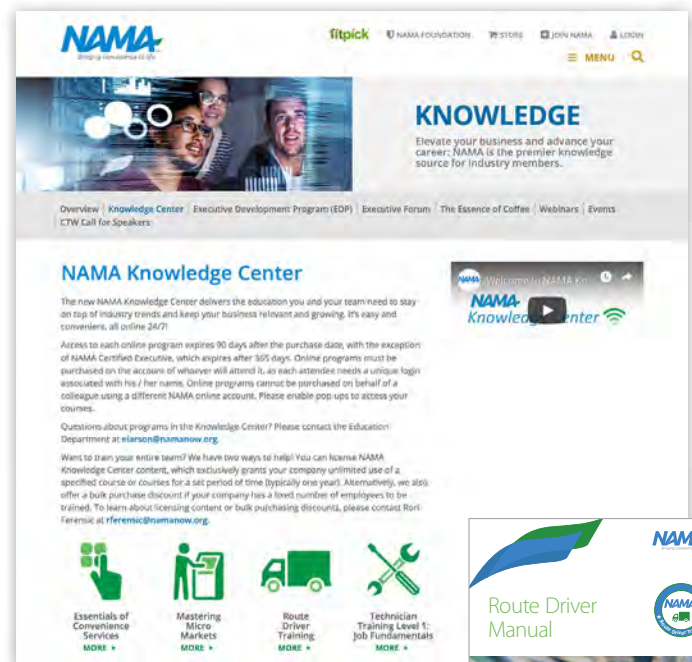 NAMA
Bringing convenience to life
fitpick
NAMA FOUNDATION
STORE
JOIN NAMA
LOGIN
MENU
KNOWLEDGE
Elevate your business and advance your
career: NAMA is the premier knowledge
source for industry members.
Overview | Knowledge Center | Executive Development Program (EDP) | Executive Forum | The Essence of Coffee | Webinars | Events
CTW Call for Speakers
NAMA Knowledge Center
The new NAMA Knowledge Center delivers the education you and your team need to stay
on top of industry trends and keep your business relevant and growing. It's easy and
convenient, all online 24/7!
Access to each online program expires 90 days after the purchase date, with the exception
of NAMA Certified Executive, which expires after 365 days. Online programs must be
purchased on the account of whoever will attend it, as each attendee needs a unique login
associated with his / her name. Online programs cannot be purchased on behalf of a
colleague using a different NAMA online account. Please enable pop ups to access your
courses.
Questions about programs in the Knowledge Center? Please contact the Education
Department at elarson@namanow.org.
Want to train your entire team? We have two ways to help! You can license NAMA
Knowledge Center content, which exclusively grants your company unlimited use of a
specified course or courses for a set period of time (typically one year). Alternatively, we also
offer a bulk purchase discount if your company has a fixed number of employees to be
trained. To learn about licensing content or bulk purchasing discounts, please contact Roni
Ferensic at rferensic@namanow.org.
NAMA Welcome to NAMA Kn
NAMA
Knowledge Center
Essentials of
Convenience
Services
MORE
Mastering
Micro
Markets
MORE
Route
Driver
Training
MORE
Technician
Training Level 1:
Job Fundamentals
MORE
NAM
Route Driver
Manual
NAMA
Route Driver